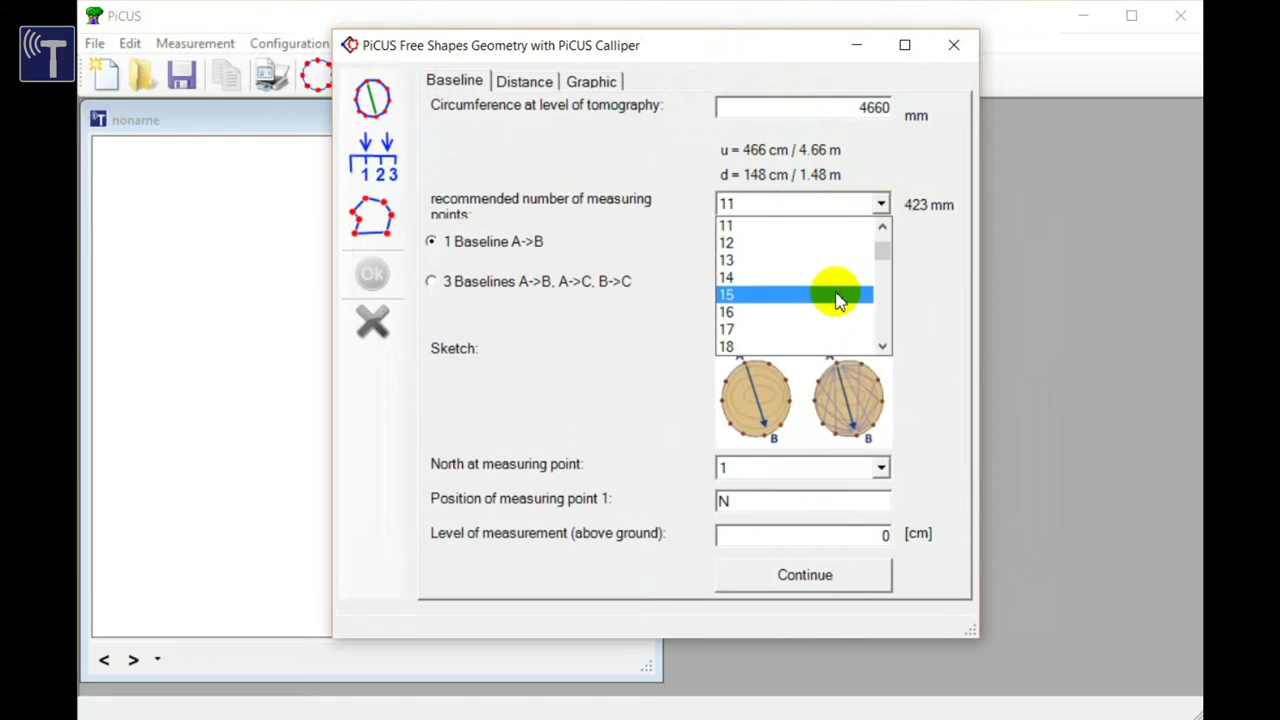 PiCUS
File Edit Measurement Configuration
PiCUS Free Shapes Geometry with PiCUS Calliper
noname
Baseline Distance Graphic
Circumference at level of tomography: 4660 mm
u = 466 cm / 4.66 m
d = 148 cm / 1.48 m
recommended number of measuring
points: 11 423 mm
11
12
13
14
15
16
17
18
1 Baseline A->B
3 Baselines A->B, A->C, B->C
Sketch:
A A
B B
North at measuring point: 1
Position of measuring point 1: N
Level of measurement (above ground): 0 [cm]
Continue
1 2 3
Ok
T
< >